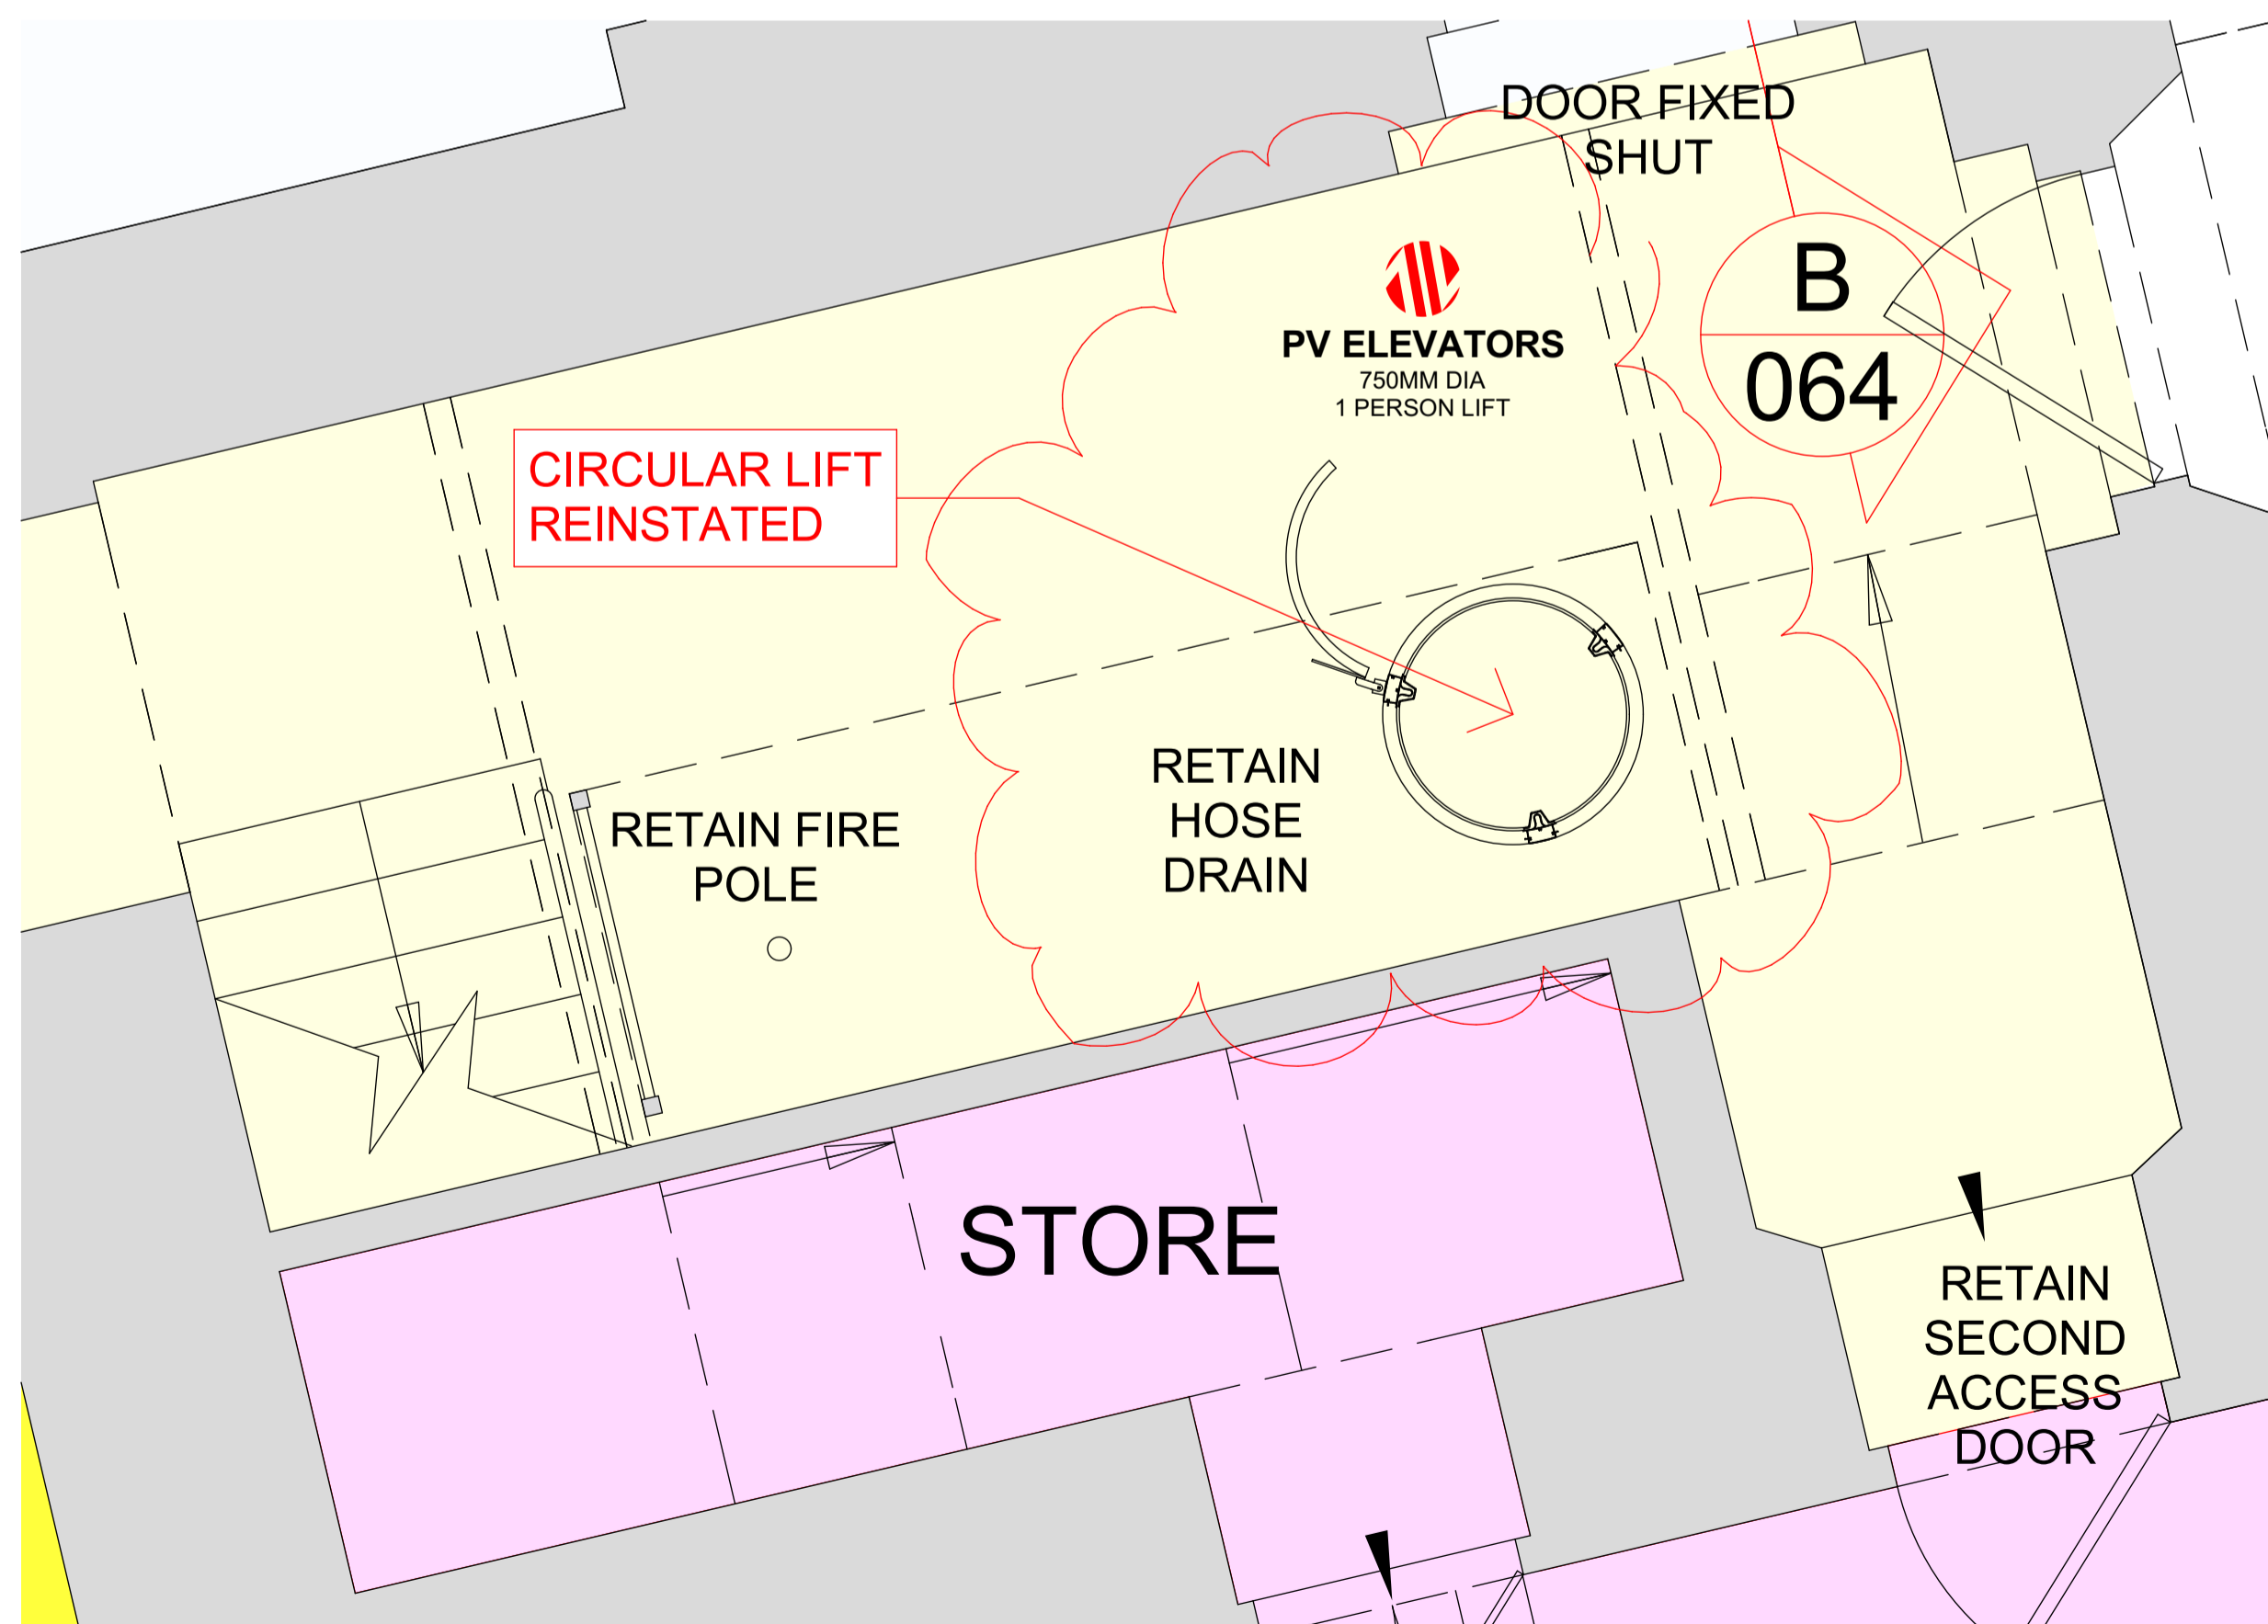 DOOR FIXED
SHUT
B
064
PV ELEVATORS
750MM DIA
1 PERSON LIFT
CIRCULAR LIFT
REINSTATED
RETAIN
HOSE
DRAIN
RETAIN FIRE
POLE
STORE
RETAIN
SECOND
ACCESS
DOOR